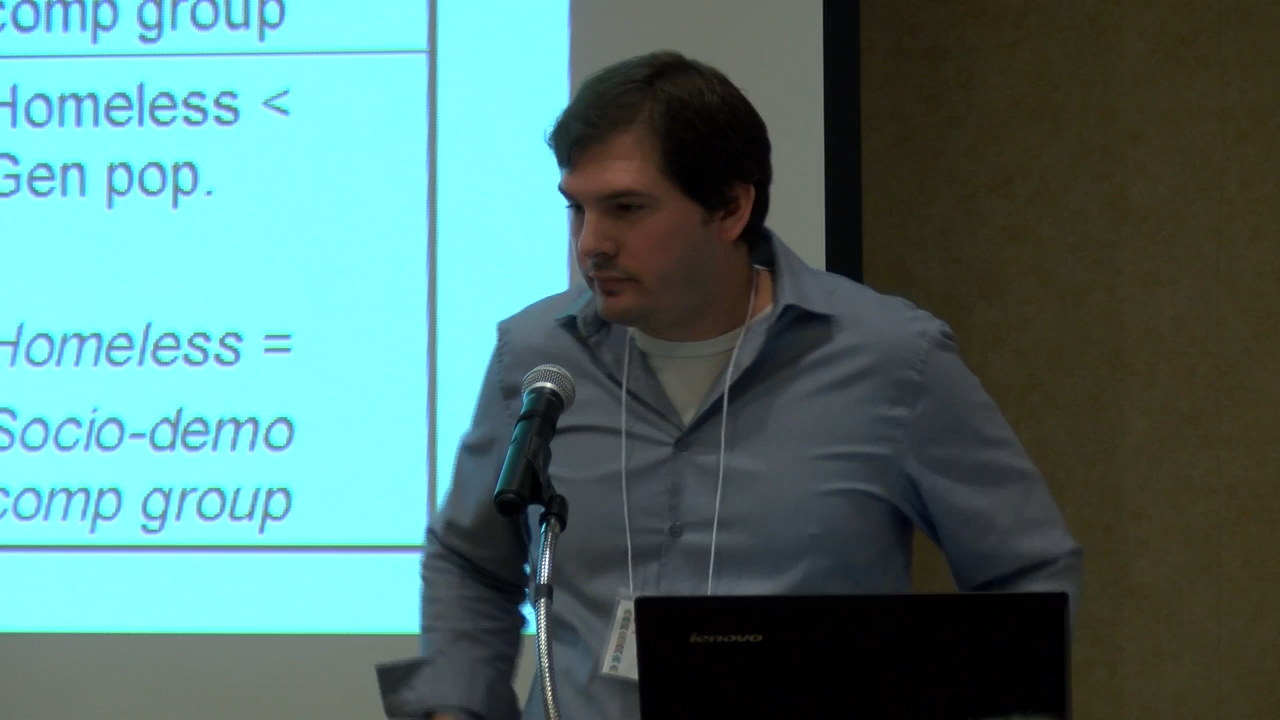 comp group
Homeless <
Gen pop.
Homeless =
Socio-demo
comp group
lenovo